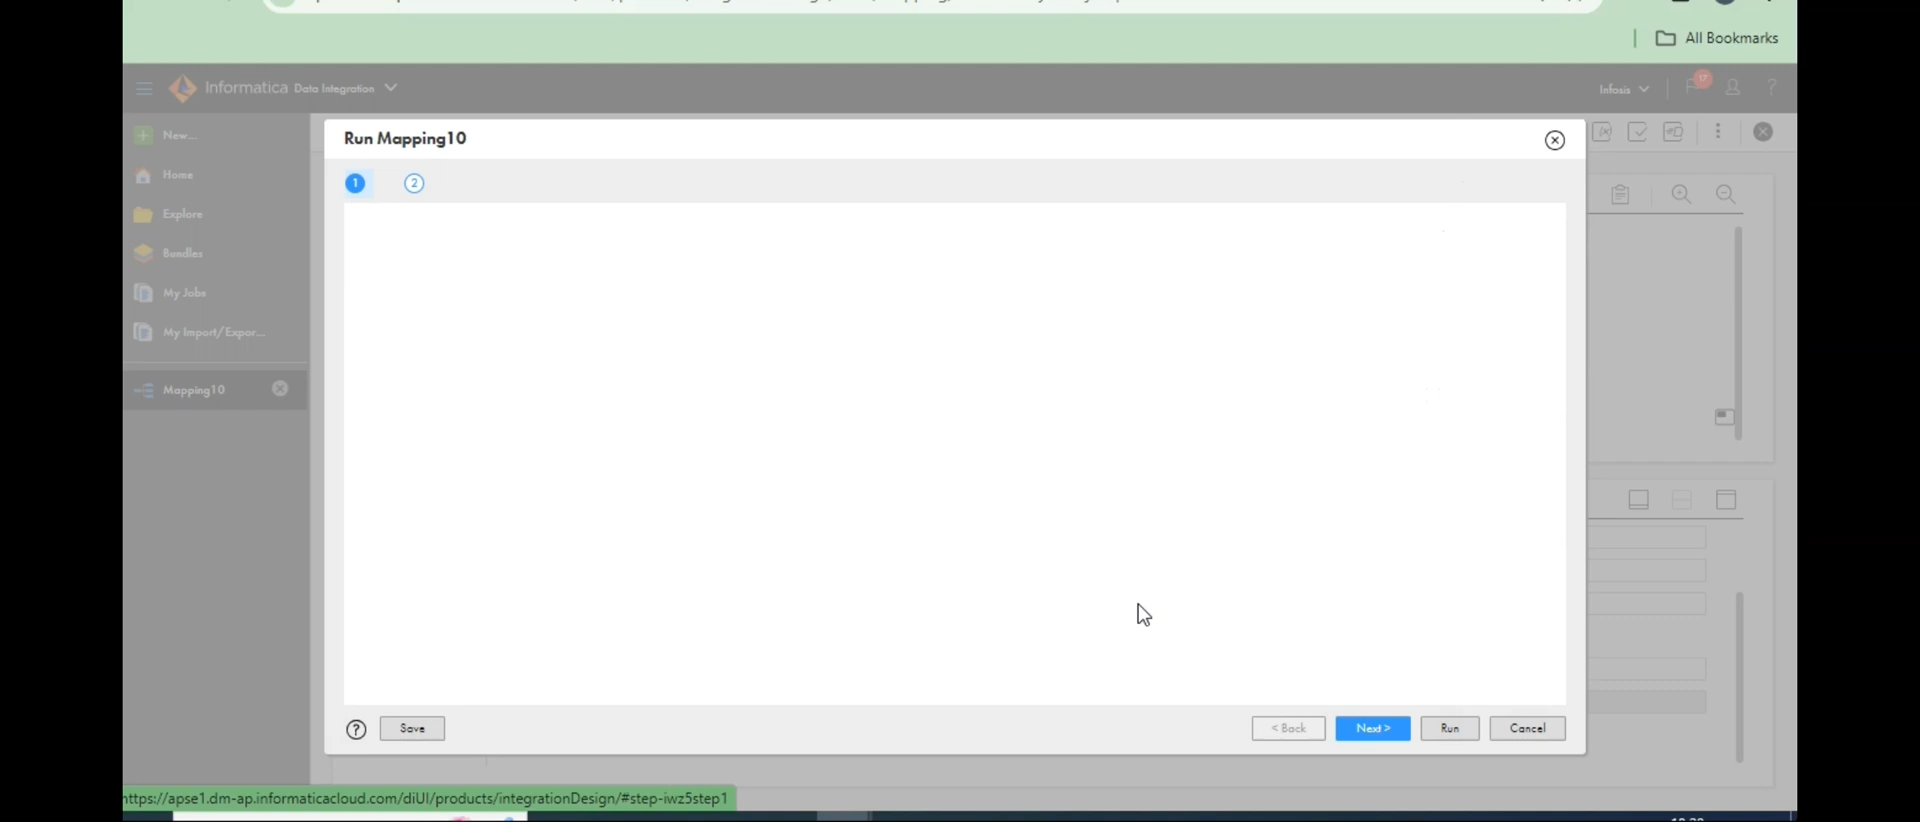 All Bookmarks
Informatica Data Integration
Infosis
17
?
New...
Home
Explore
Bundles
My Jobs
My Import/Expor...
Mapping10
Run Mapping10
1
2
?
Save
< Back
Next >
Run
Cancel
https://apse1.dm-ap.informaticacloud.com/diUI/products/integrationDesign/#step-iwz5step1